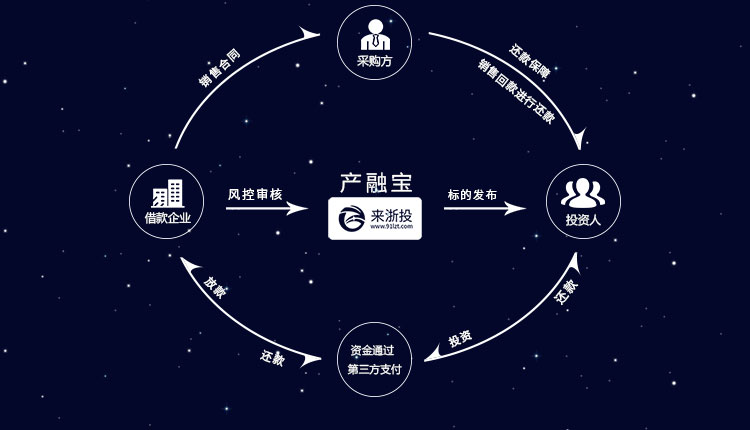 采购方
销售合同
还款保障
销售回款进行还款
借款企业
风控审核
产融宝
来浙投
www.91lzt.com
标的发布
投资人
放款
还款
资金通过
第三方支付
投资
还款